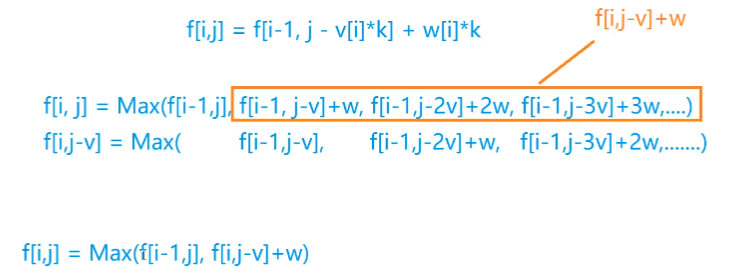 f[i,j-v]+w
f[i,j] = f[i-1, j - v[i]*k] + w[i]*k
f[i, j] = Max(f[i-1,j], f[i-1, j-v]+w, f[i-1,j-2v]+2w, f[i-1,j-3v]+3w,....)
f[i,j-v] = Max( f[i-1,j-v], f[i-1,j-2v]+w, f[i-1,j-3v]+2w,.......)
f[i,j] = Max(f[i-1,j], f[i,j-v]+w)